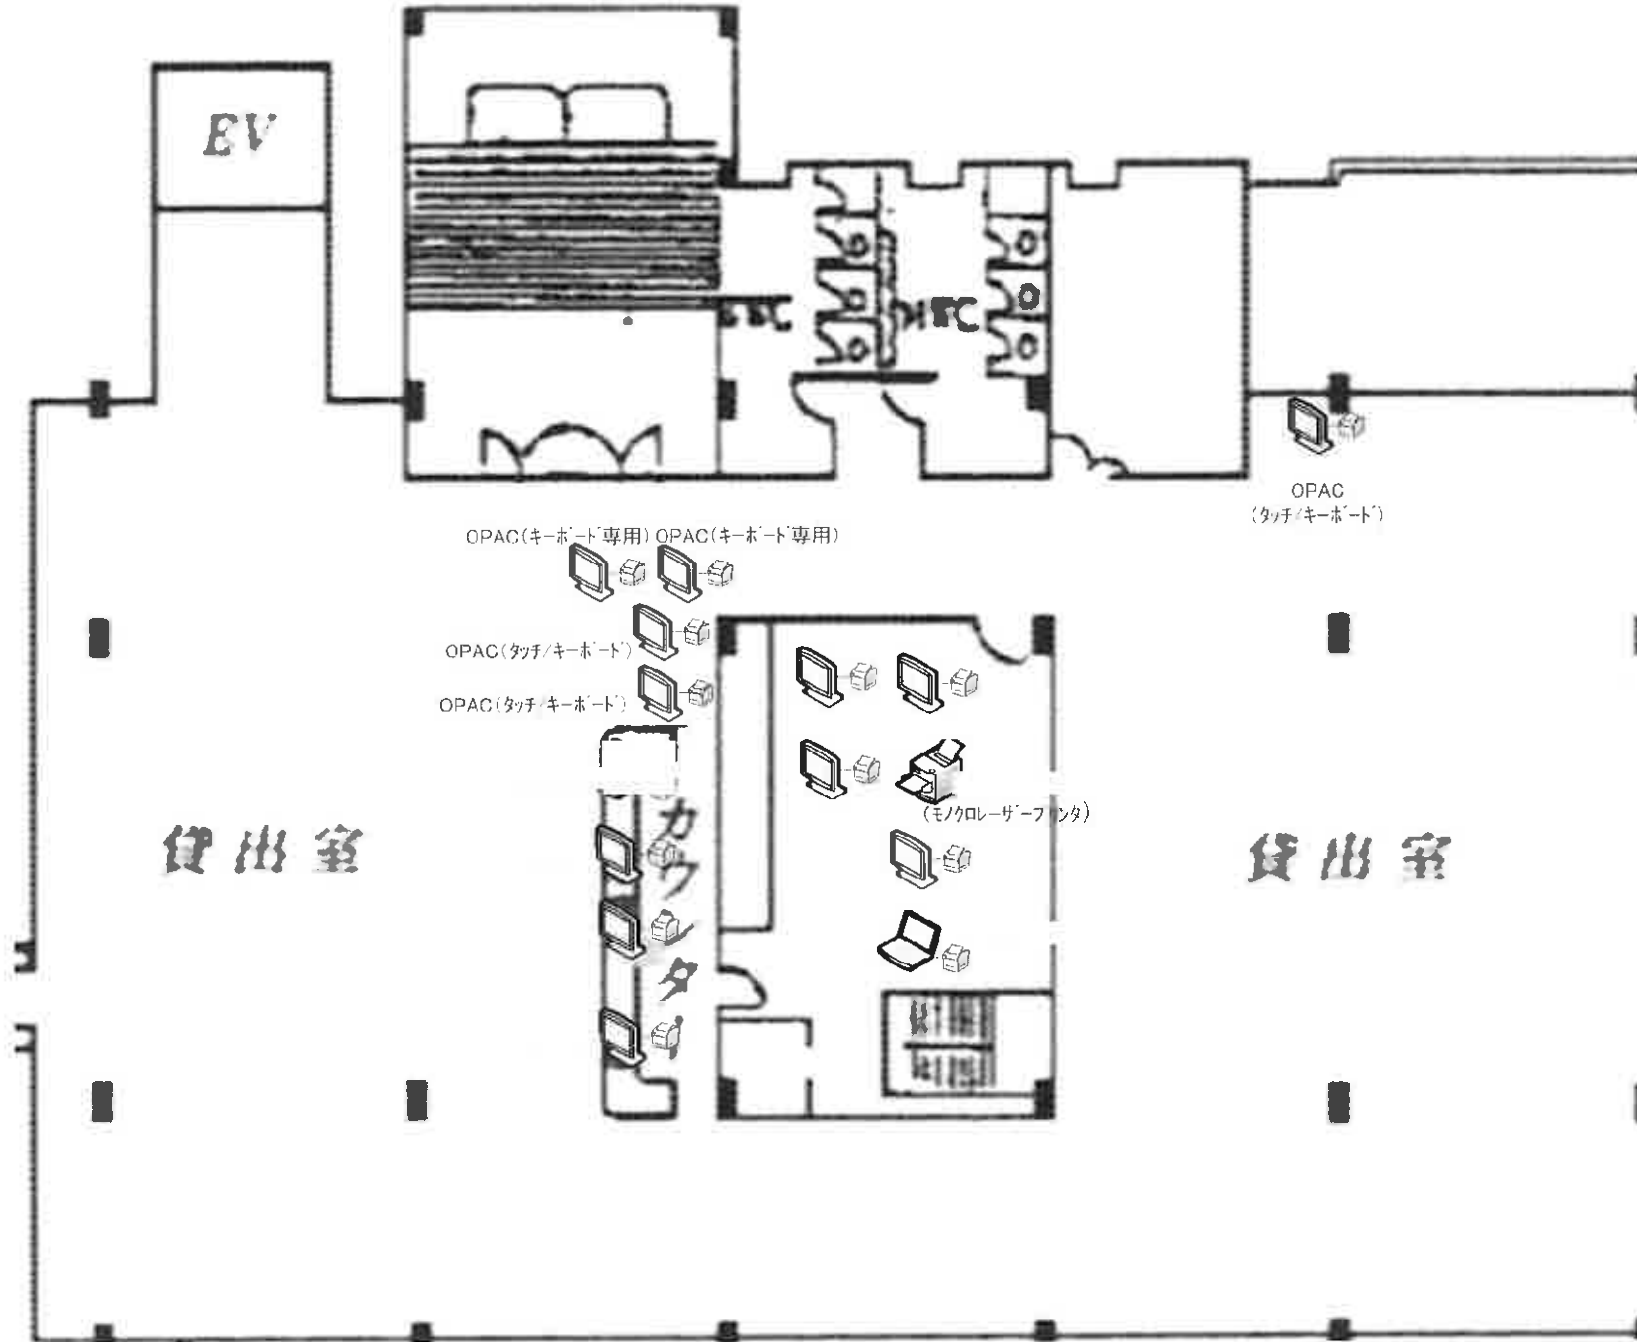 EV
OPAC
(タッチ/キーボード)
OPAC(キーボード専用) OPAC(キーボード専用)
OPAC(タッチ/キーボード)
OPAC(タッチ/キーボード)
(モノクロレーザープリンタ)
カウンタ
貸出室
貸出室